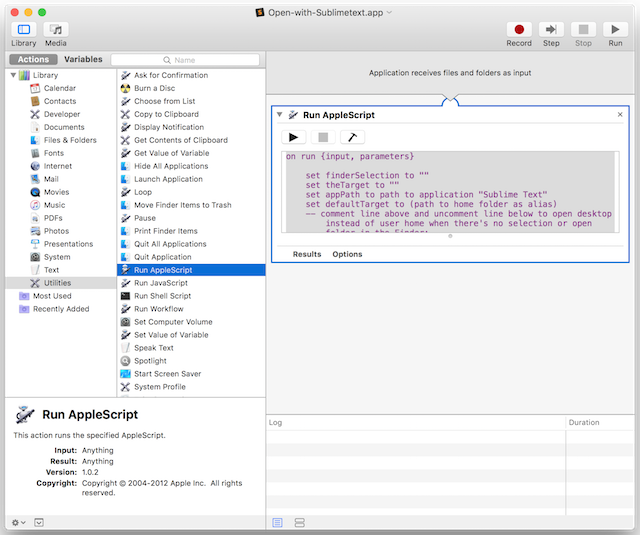 Open-with-Sublimetext.app
Library
Media
Record
Step
Stop
Run
Actions
Variables
Name
Library
Calendar
Contacts
Developer
Documents
Files & Folders
Fonts
Internet
Mail
Movies
Music
PDFs
Photos
Presentations
System
Text
Utilities
Most Used
Recently Added
Ask for Confirmation
Burn a Disc
Choose from List
Copy to Clipboard
Display Notification
Get Contents of Clipboard
Get Value of Variable
Hide All Applications
Launch Application
Loop
Move Finder Items to Trash
Pause
Print Finder Items
Quit All Applications
Quit Application
Run AppleScript
Run JavaScript
Run Shell Script
Run Workflow
Set Computer Volume
Set Value of Variable
Speak Text
Spotlight
Start Screen Saver
System Profile
Application receives files and folders as input
Run AppleScript
on run {input, parameters}
set finderSelection to ""
set theTarget to ""
set appPath to path to application "Sublime Text"
set defaultTarget to (path to home folder as alias)
-- comment line above and uncomment line below to open desktop
instead of user home when there's no selection or open
folder in the Finder:
Results
Options
Run AppleScript
This action runs the specified AppleScript.
Input: Anything
Result: Anything
Version: 1.0.2
Copyright: Copyright © 2004-2012 Apple Inc. All rights
reserved.
Log
Duration